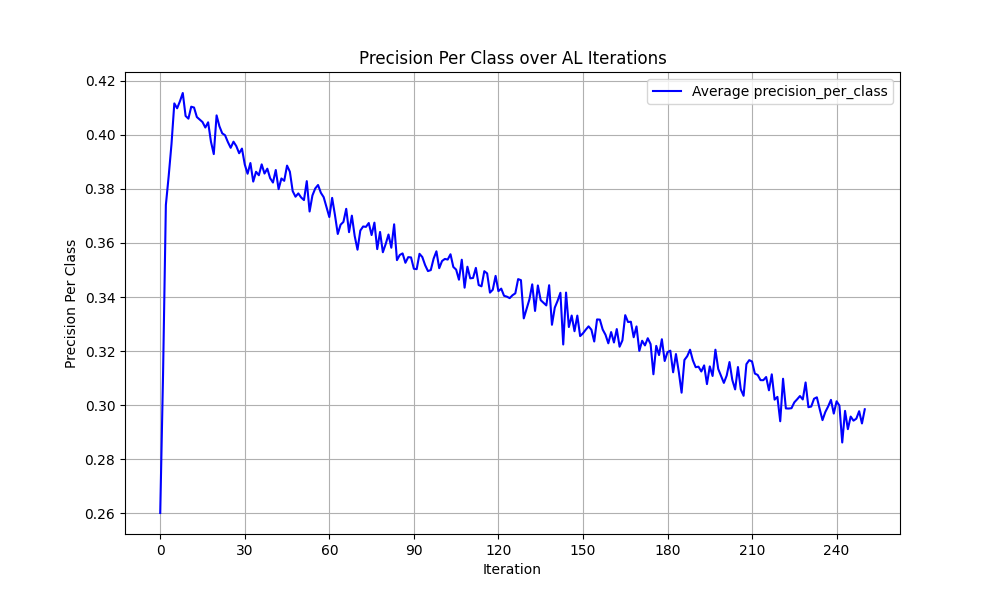 Precision Per Class over AL Iterations
Average precision_per_class
Precision Per Class
0.42
0.40
0.38
0.36
0.34
0.32
0.30
0.28
0.26
0 30 60 90 120 150 180 210 240
Iteration